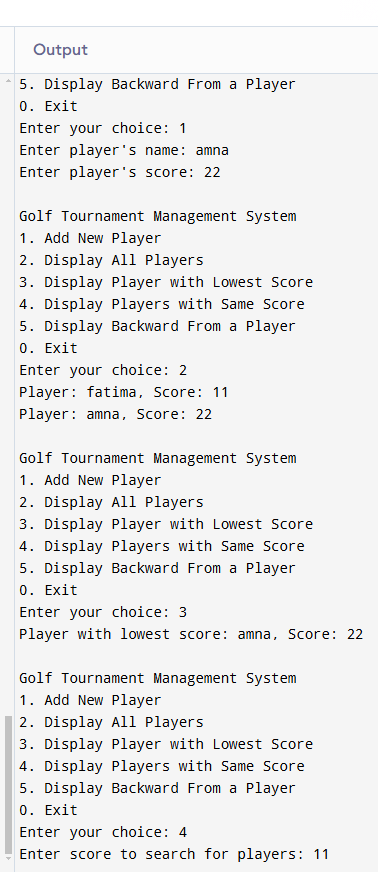 Output
5. Display Backward From a Player
0. Exit
Enter your choice: 1
Enter player's name: amna
Enter player's score: 22
Golf Tournament Management System
1. Add New Player
2. Display All Players
3. Display Player with Lowest Score
4. Display Players with Same Score
5. Display Backward From a Player
0. Exit
Enter your choice: 2
Player: fatima, Score: 11
Player: amna, Score: 22
Golf Tournament Management System
1. Add New Player
2. Display All Players
3. Display Player with Lowest Score
4. Display Players with Same Score
5. Display Backward From a Player
0. Exit
Enter your choice: 3
Player with lowest score: amna, Score: 22
Golf Tournament Management System
1. Add New Player
2. Display All Players
3. Display Player with Lowest Score
4. Display Players with Same Score
5. Display Backward From a Player
0. Exit
Enter your choice: 4
Enter score to search for players: 11